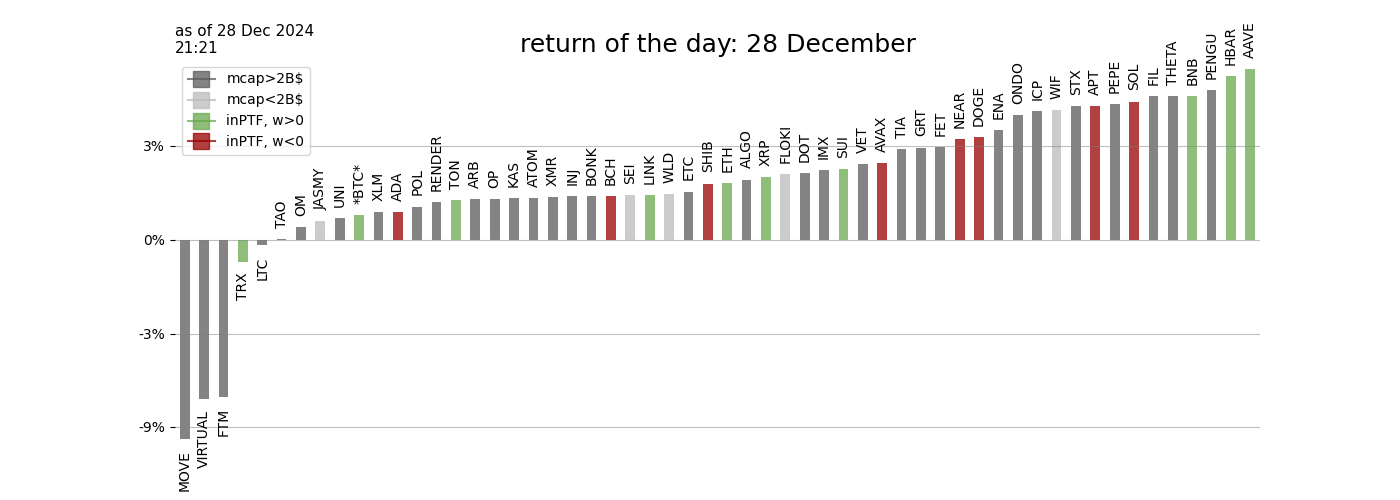 as of 28 Dec 2024
21:21
return of the day: 28 December
mcap>2B$
mcap<2B$
inPTF, w>0
inPTF, w<0
3%
0%
-3%
-9%
MOVE
VIRTUAL
FTM
TRX
LTC
TAO
OM
JASMY
UNI
*BTC*
XLM
ADA
POL
RENDER
TON
ARB
OP
KAS
ATOM
XMR
INJ
BONK
BCH
SEI
LINK
WLD
ETC
SHIB
ETH
ALGO
XRP
FLOKI
DOT
IMX
SUI
VET
AVAX
TIA
GRT
FET
NEAR
DOGE
ENA
ONDO
ICP
WIF
STX
APT
PEPE
SOL
FIL
THETA
BNB
PENGU
HBAR
AAVE